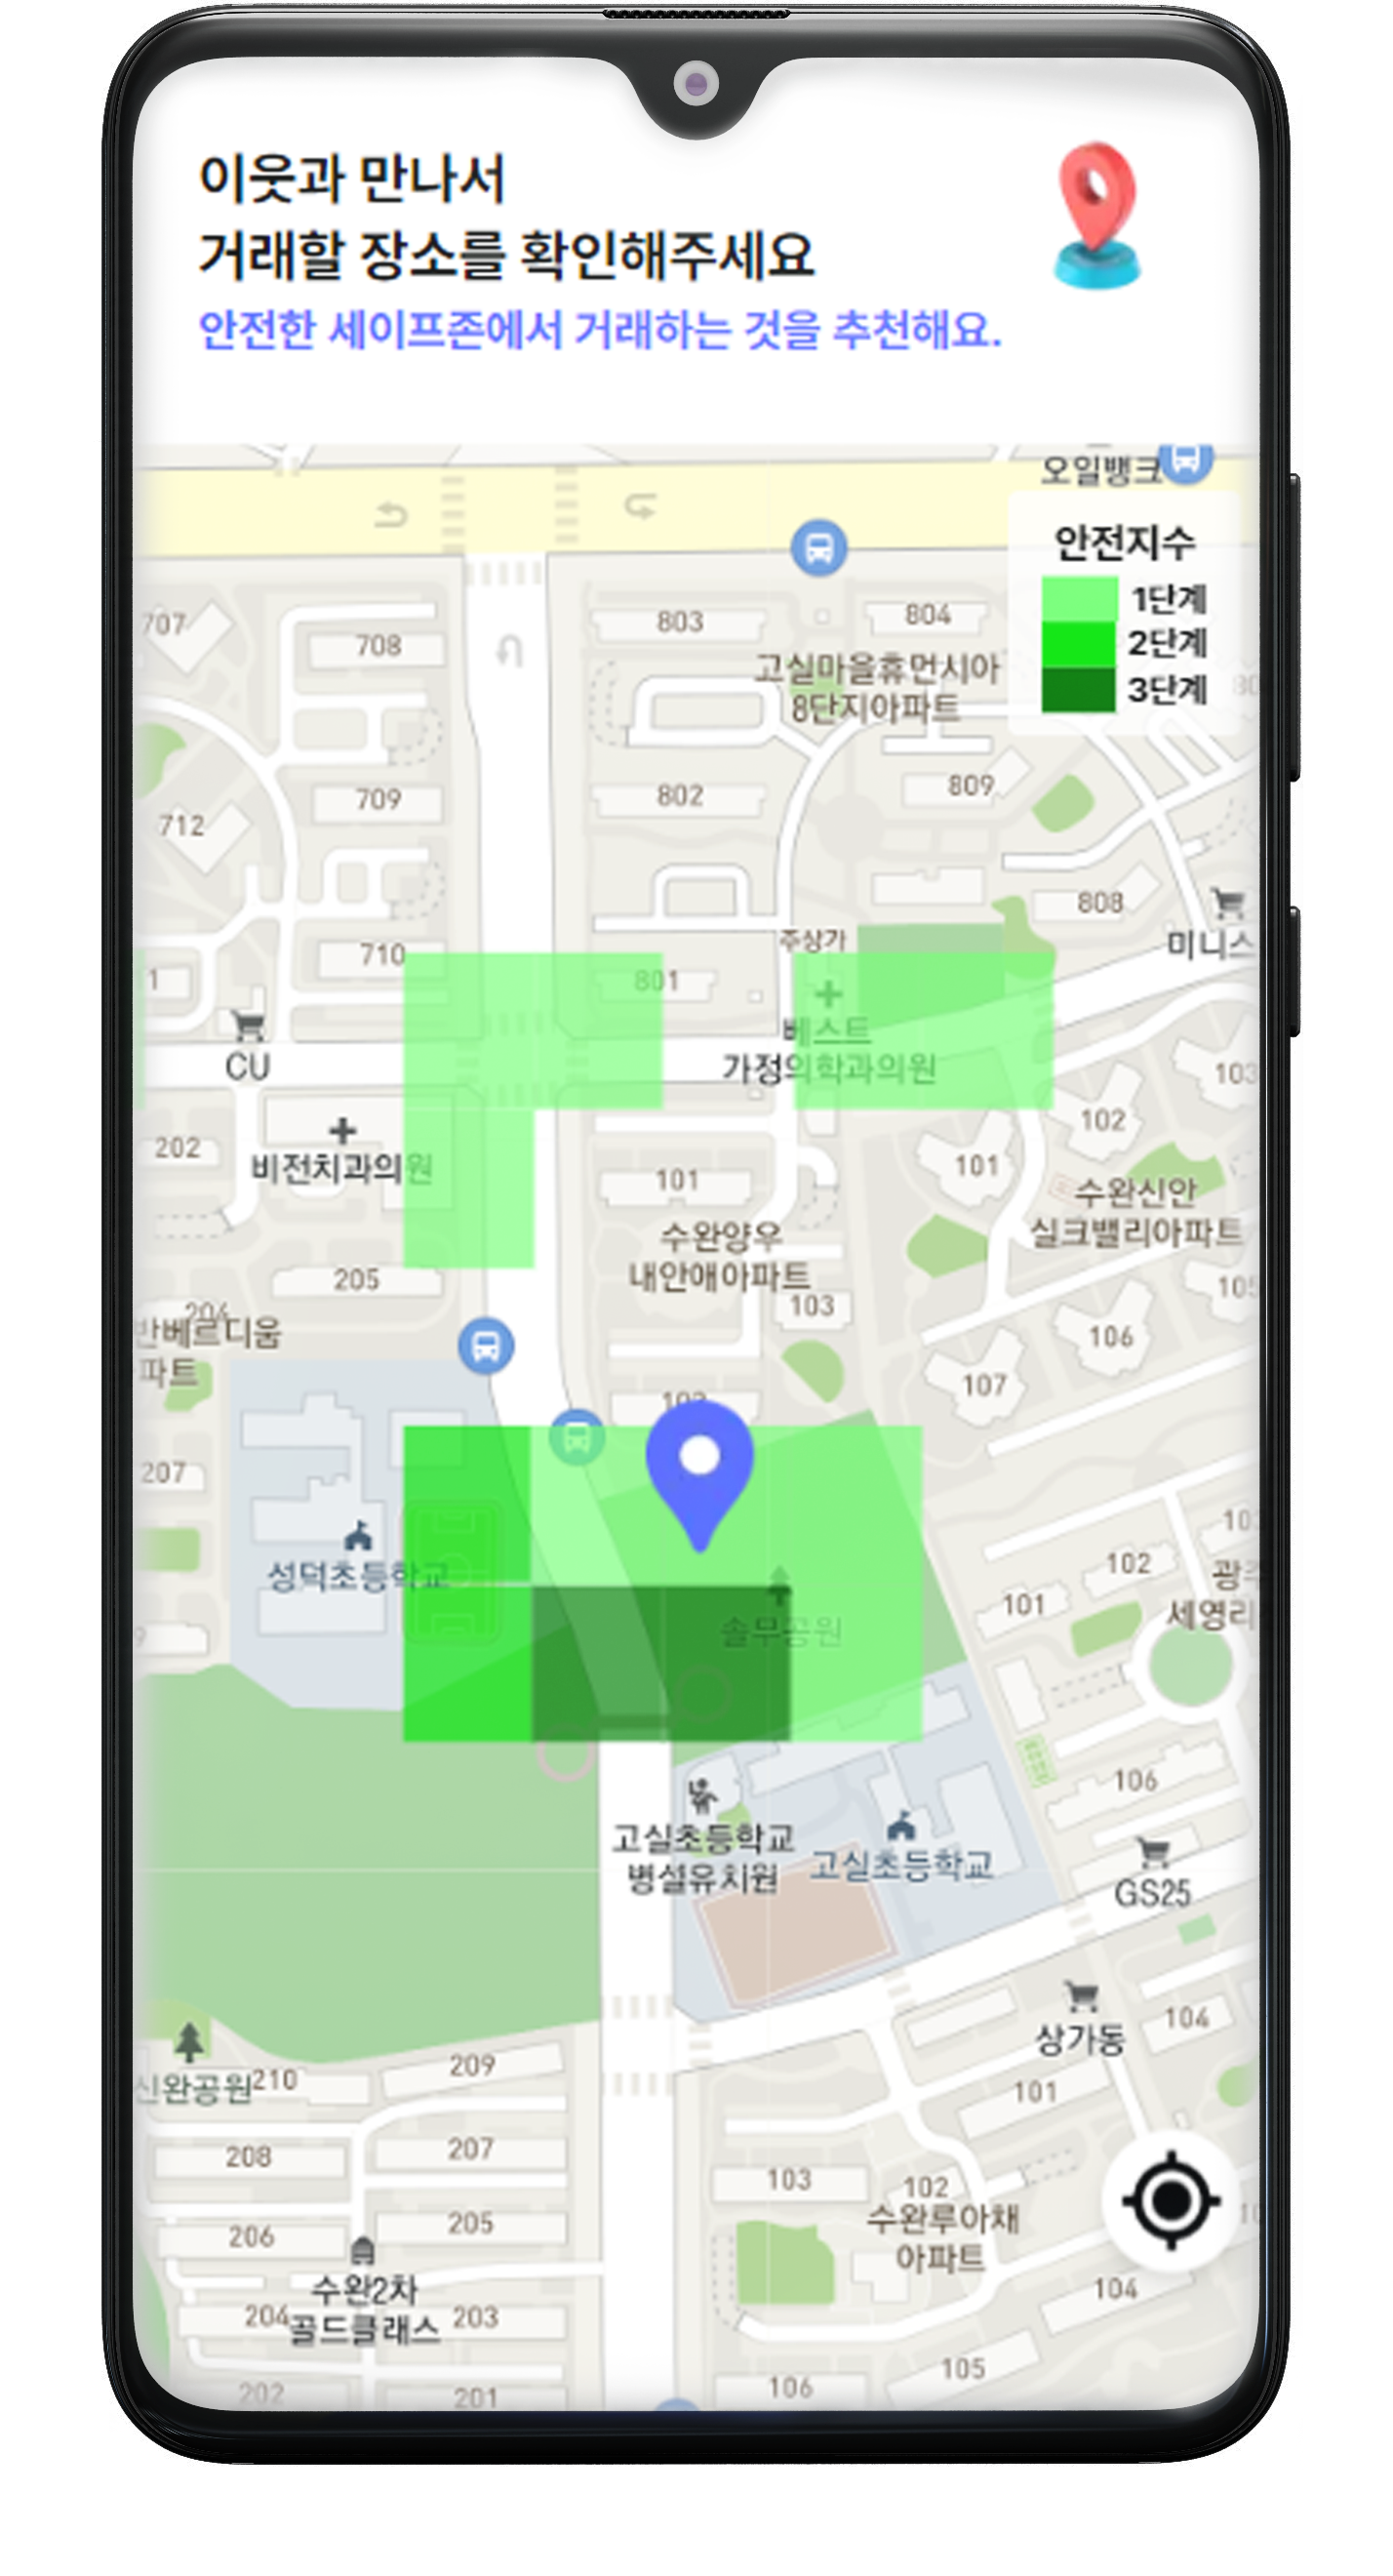 이웃과 만나서
거래할 장소를 확인해주세요
안전한 세이프존에서 거래하는 것을 추천해요.
오일뱅크
안전지수
1단계
2단계
3단계
707
708
803
804
고실마을휴먼시아
8단지아파트
709
802
809
712
808
미니스
710
801
주상가
1
베스트
가정의학과의원
CU
103
102
202
비전치과의원
101
101
수완신안
실크밸리아파트
수완양우
내안애아파트
205
103
105
204
반베르디움
파트
106
107
102
207
성덕초등학교
솔무공원
102
101
광주
세영리
106
고실초등학교
병설유치원
고실초등학교
GS25
상가동
104
신완공원
210
209
101
208
207
103
102
수완루아채
아파트
206
205
수완2차
골드클래스
204
203
104
105
202
201
106